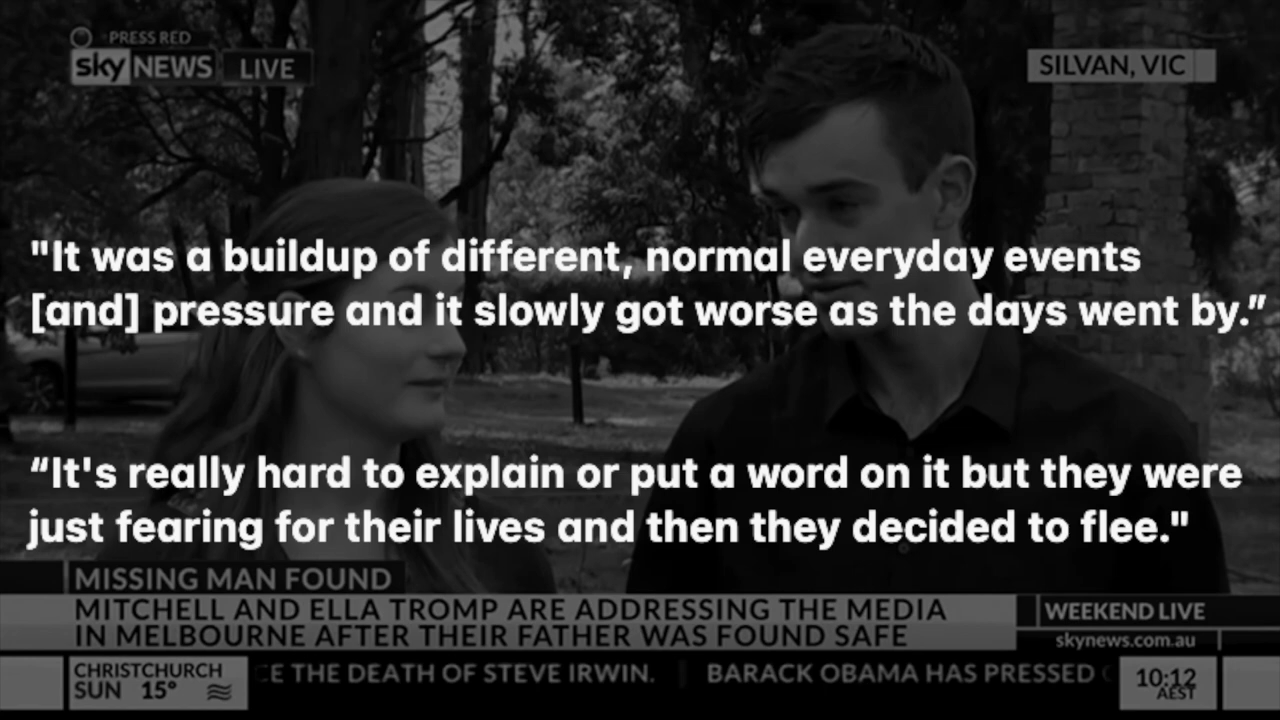 PRESS RED
sky NEWS LIVE
SILVAN, VIC
"It was a buildup of different, normal everyday events
[and] pressure and it slowly got worse as the days went by.”
“It's really hard to explain or put a word on it but they were
just fearing for their lives and then they decided to flee."
MISSING MAN FOUND
MITCHELL AND ELLA TROMP ARE ADDRESSING THE MEDIA
IN MELBOURNE AFTER THEIR FATHER WAS FOUND SAFE
WEEKEND LIVE
skynews.com.au
CHRISTCHURCH
SUN 15°
CE THE DEATH OF STEVE IRWIN. BARACK OBAMA HAS PRESSED
10:12
AEST